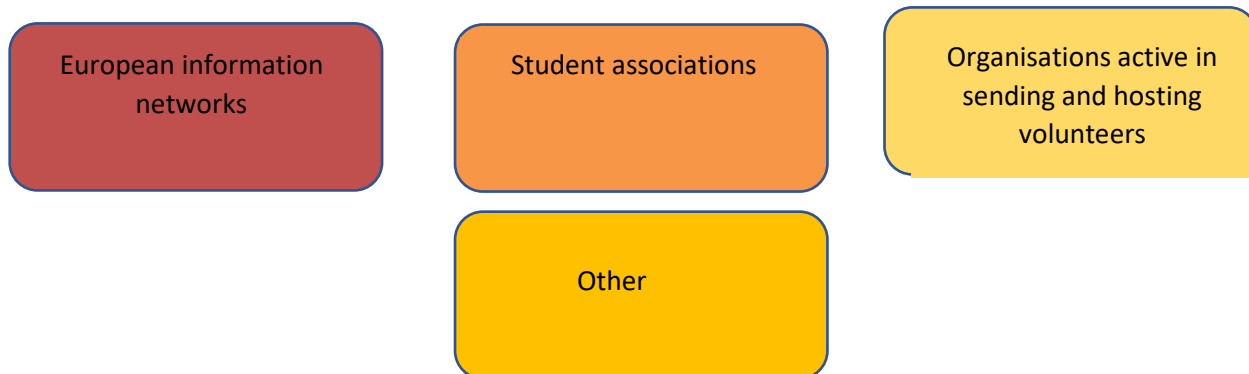 European information
networks
Student associations
Organisations active in
sending and hosting
volunteers
Other